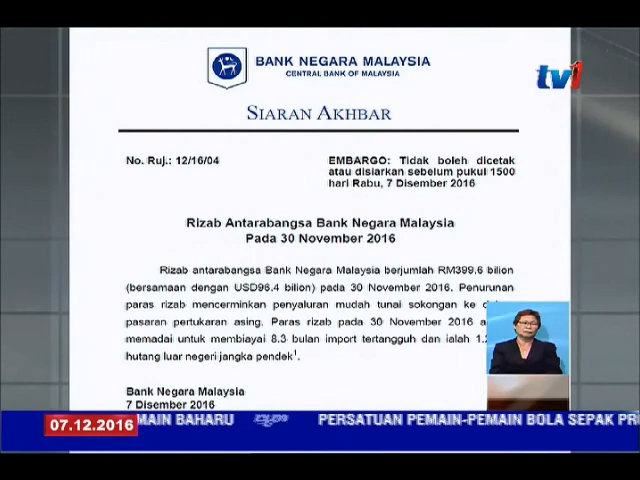 BANK NEGARA MALAYSIA
CENTRAL BANK OF MALAYSIA
tv1
SIARAN AKHBAR
No. Ruj.: 12/16/04
EMBARGO: Tidak boleh dicetak
atau disiarkan sebelum pukul 1500
hari Rabu, 7 Disember 2016
Rizab Antarabangsa Bank Negara Malaysia
Pada 30 November 2016
Rizab antarabangsa Bank Negara Malaysia berjumlah RM399.6 bilion
(bersamaan dengan USD96.4 bilion) pada 30 November 2016. Penurunan
paras rizab mencerminkan penyaluran mudah tunai sokongan ke
pasaran pertukaran asing. Paras rizab pada 30 November 2016
memadai untuk membiayai 8.3 bulan import tertangguh dan ialah
hutang luar negeri jangka pendek1.
Bank Negara Malaysia
7 Disember 2016
07.12.2016
MAIN BAHARU
PERSATUAN PEMAIN-PEMAIN BOLA SEPAK